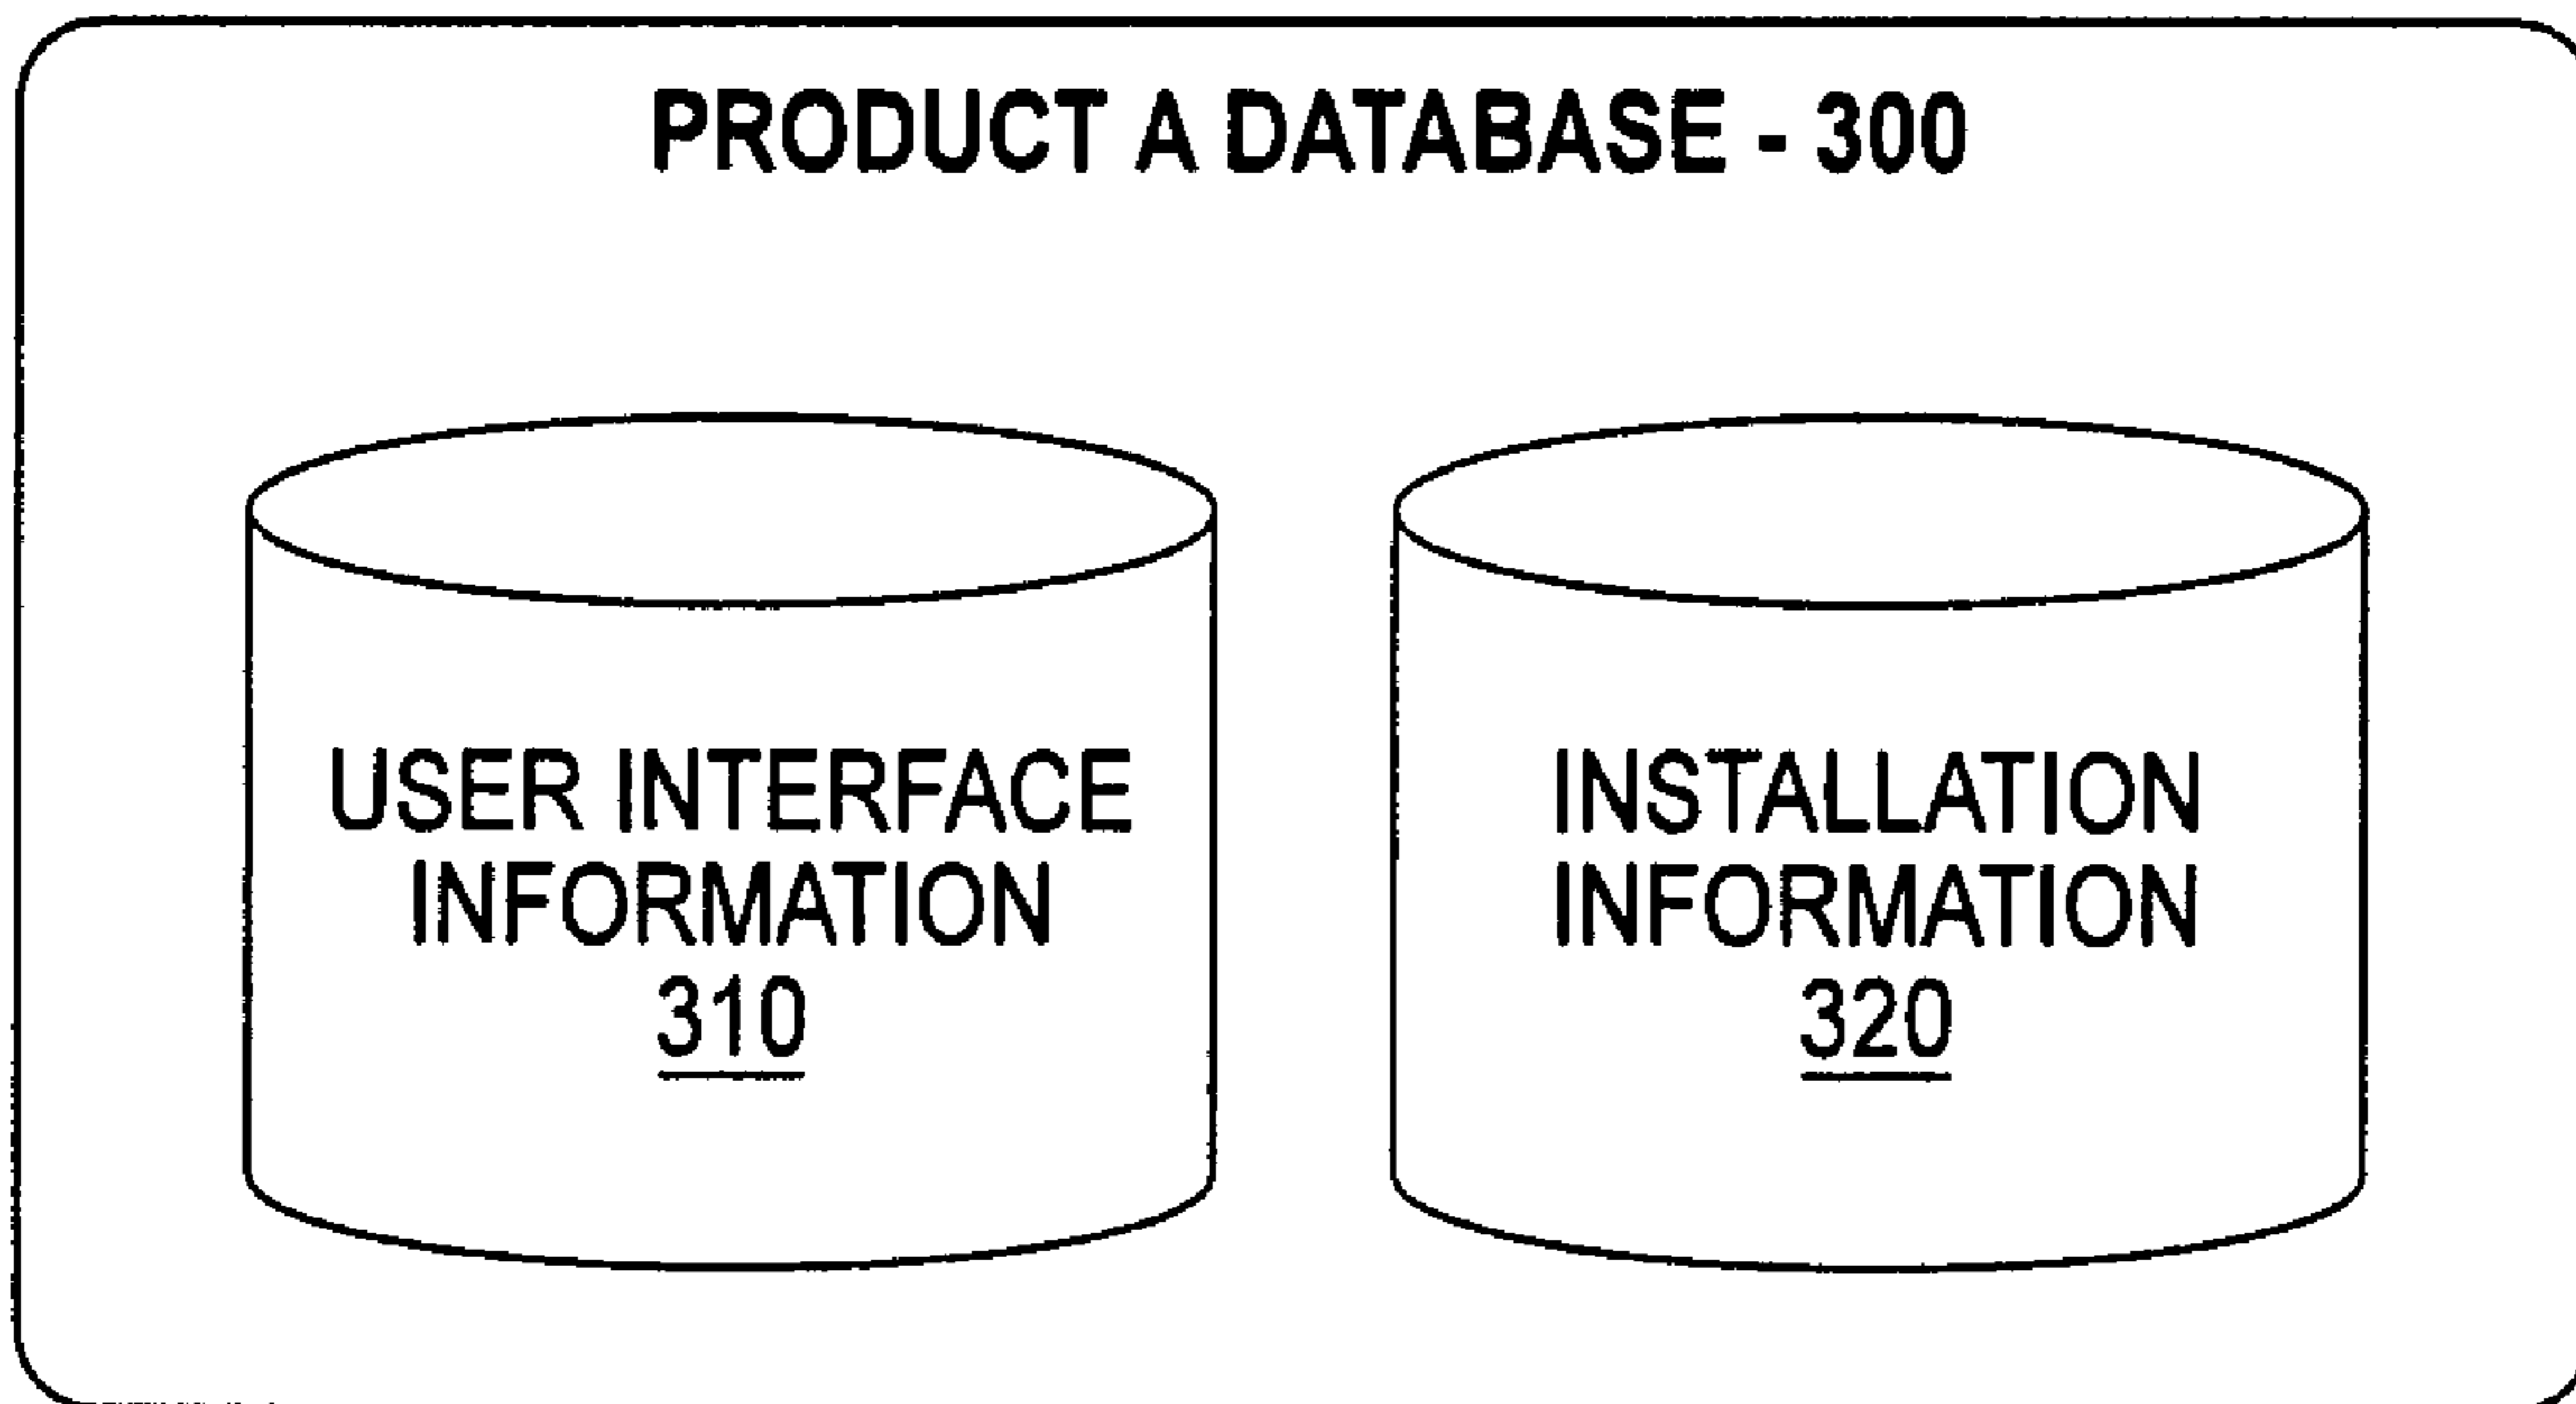 PRODUCT A DATABASE - 300
USER INTERFACE
INFORMATION
310
INSTALLATION
INFORMATION
320